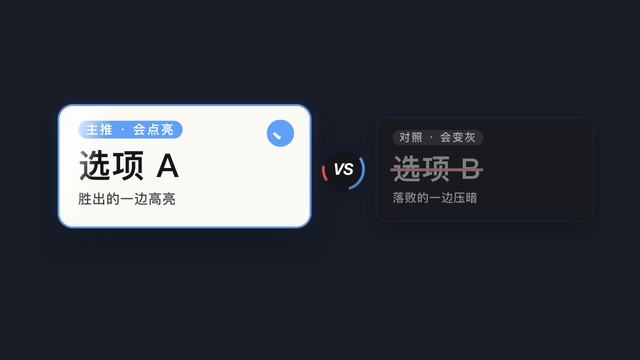 主推 · 会点亮
选项 A
胜出的一边高亮
VS
对照 · 会变灰
选项 B
落败的一边压暗